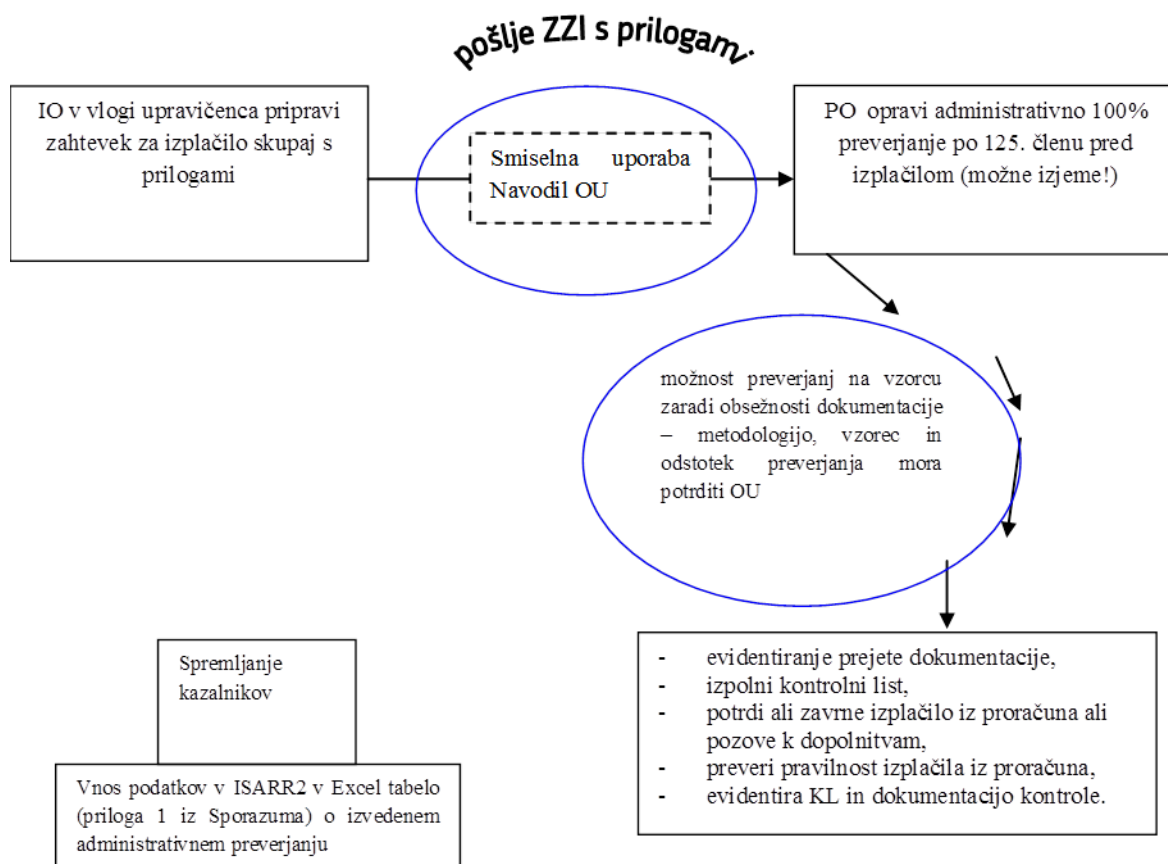 pošlje ZZI s prilogami
IO v vlogi upravičenca pripravi
zahtevek za izplačilo skupaj s
prilogami
Smiselna uporaba
Navodil OU
PO opravi administrativno 100%
preverjanje po 125. členu pred
izplačilom (možne izjeme!)
možnost preverjanj na vzorcu
zaradi obsežnosti dokumentacije
– metodologijo, vzorec in
odstotek preverjanja mora
potrditi OU
- evidentiranje prejete dokumentacije,
- izpolni kontrolni list,
- potrdi ali zavrne izplačilo iz proračuna ali
pozove k dopolnitvam,
- preveri pravilnost izplačila iz proračuna,
- evidentira KL in dokumentacijo kontrole.
Spremljanje
kazalnikov
Vnos podatkov v ISARR2 v Excel tabelo
(priloga 1 iz Sporazuma) o izvedenem
administrativnem preverjanju